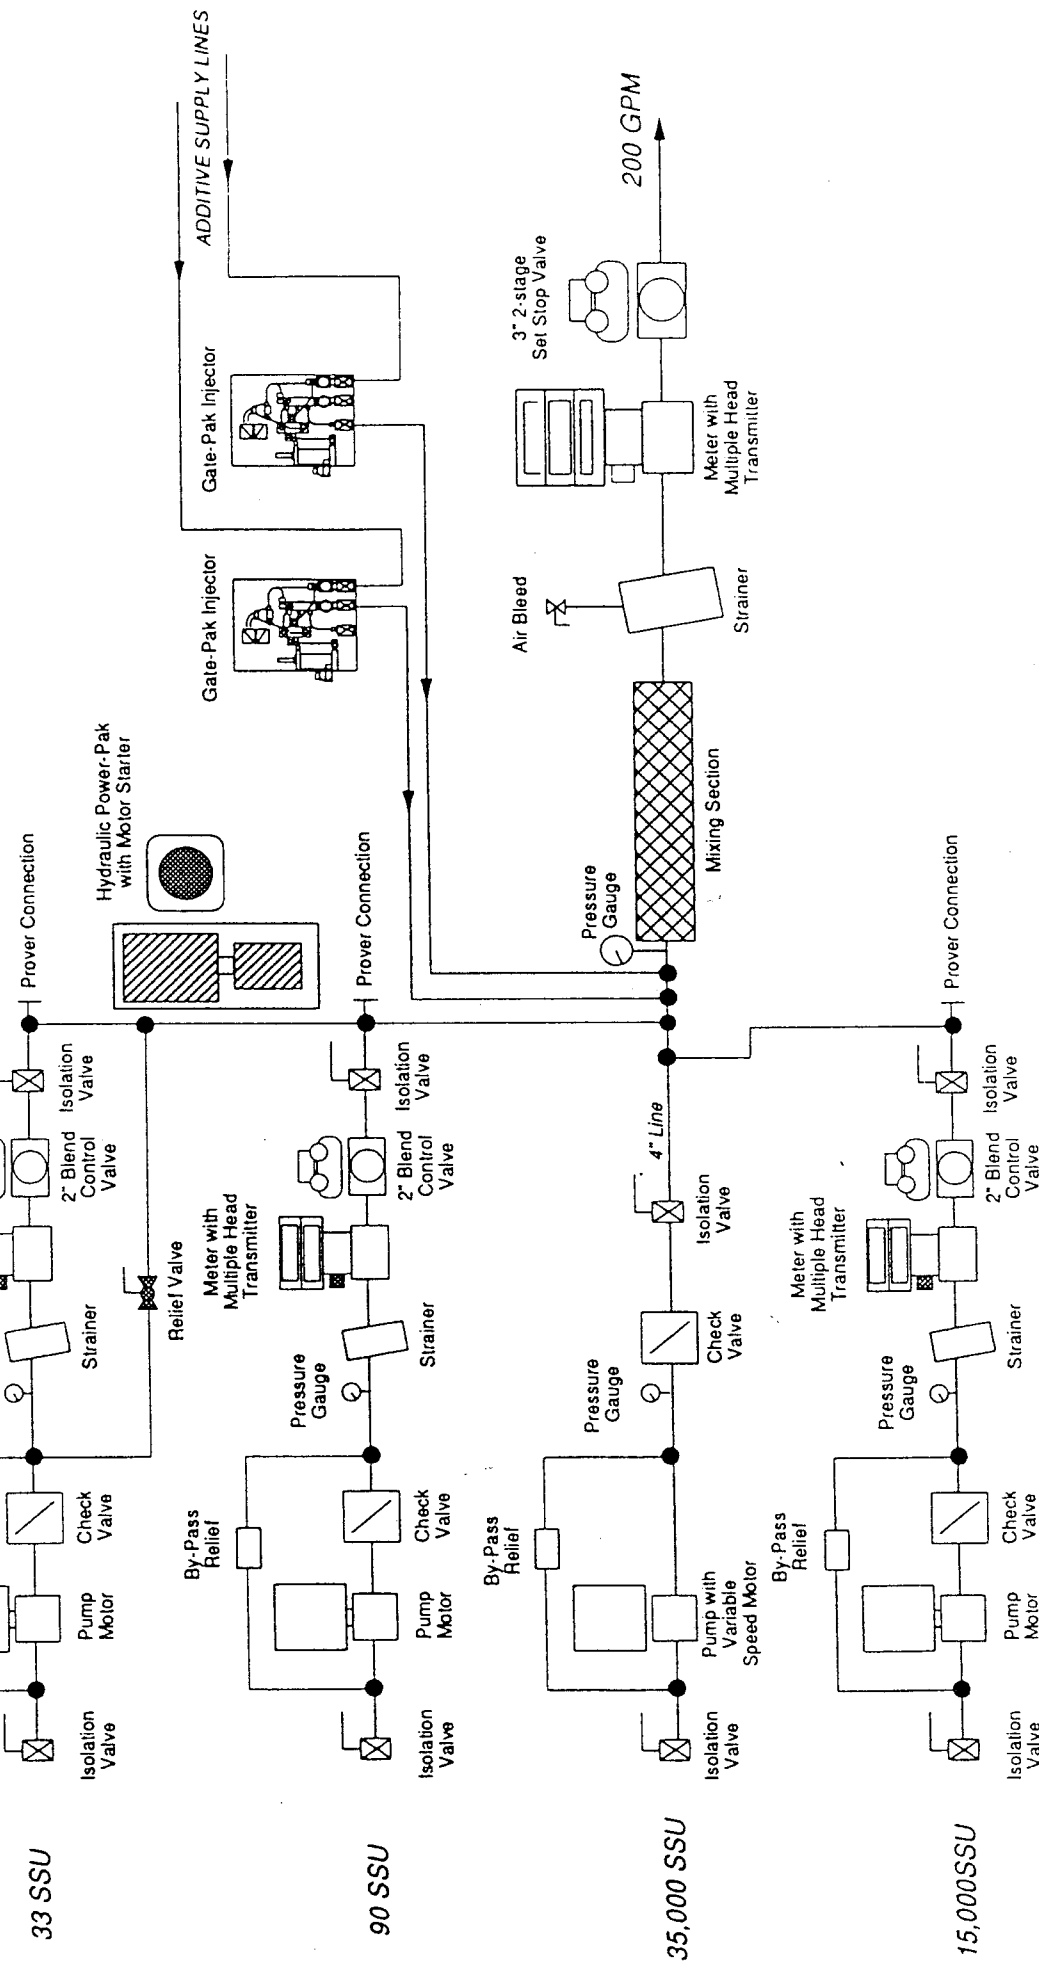 33 SSU
Isolation
Valve
Pump
Motor
Check
Valve
Strainer
Relief Valve
2" Blend
Control
Valve
Isolation
Valve
Prover Connection
Hydraulic Power-Pak
with Motor Starter
Gate-Pak Injector
Gate-Pak Injector
ADDITIVE SUPPLY LINES
90 SSU
Isolation
Valve
By-Pass
Relief
Pump
Motor
Check
Valve
Pressure
Gauge
Strainer
Meter with
Multiple Head
Transmitter
2" Blend
Control
Valve
Isolation
Valve
Prover Connection
35,000 SSU
Isolation
Valve
By-Pass
Relief
Pump with
Variable
Speed Motor
Pressure
Gauge
Check
Valve
Isolation
Valve
4" Line
Pressure
Gauge
Mixing Section
Air Bleed
Strainer
Meter with
Multiple Head
Transmitter
3" 2-stage
Set Stop Valve
200 GPM
15,000SSU
Isolation
Valve
By-Pass
Relief
Pump
Motor
Check
Valve
Pressure
Gauge
Strainer
Meter with
Multiple Head
Transmitter
2" Blend
Control
Valve
Isolation
Valve
Prover Connection